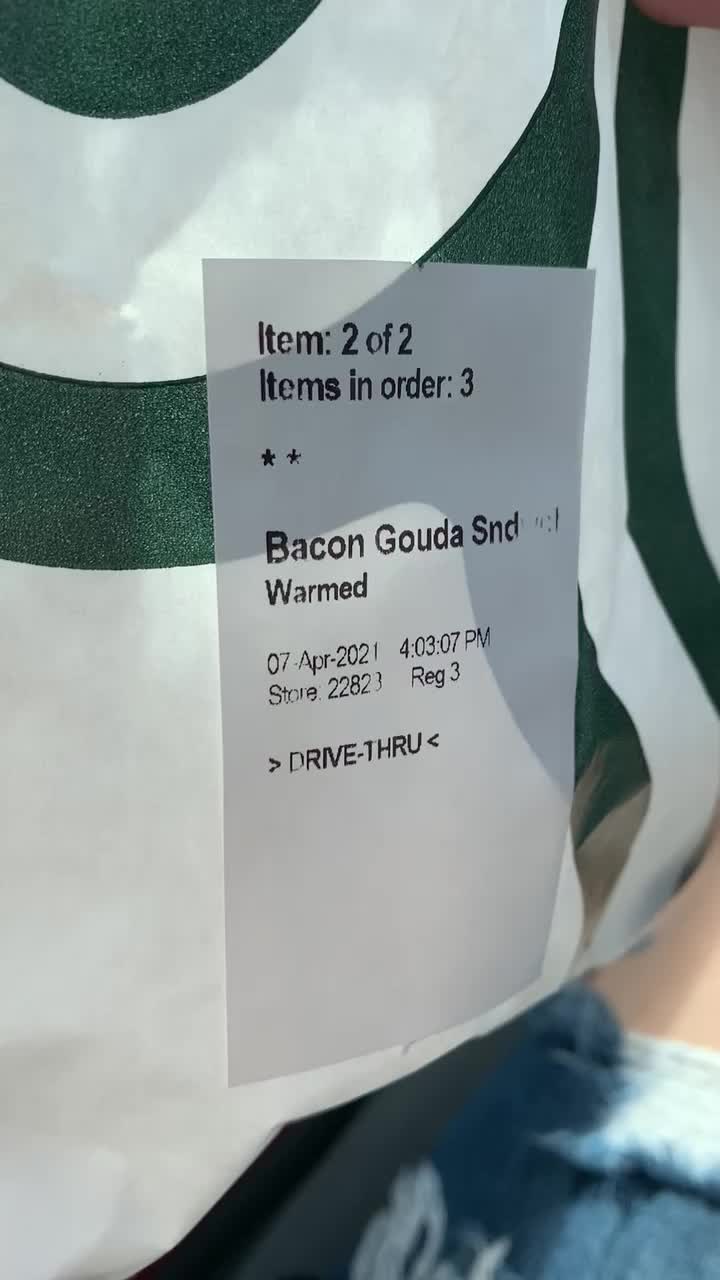 Item: 2 of 2
Items in order: 3
* *
Bacon Gouda
Warmed
07-Apr-2021 4:03:07 PM
Store: 22823 Reg 3
> DRIVE-THRU <